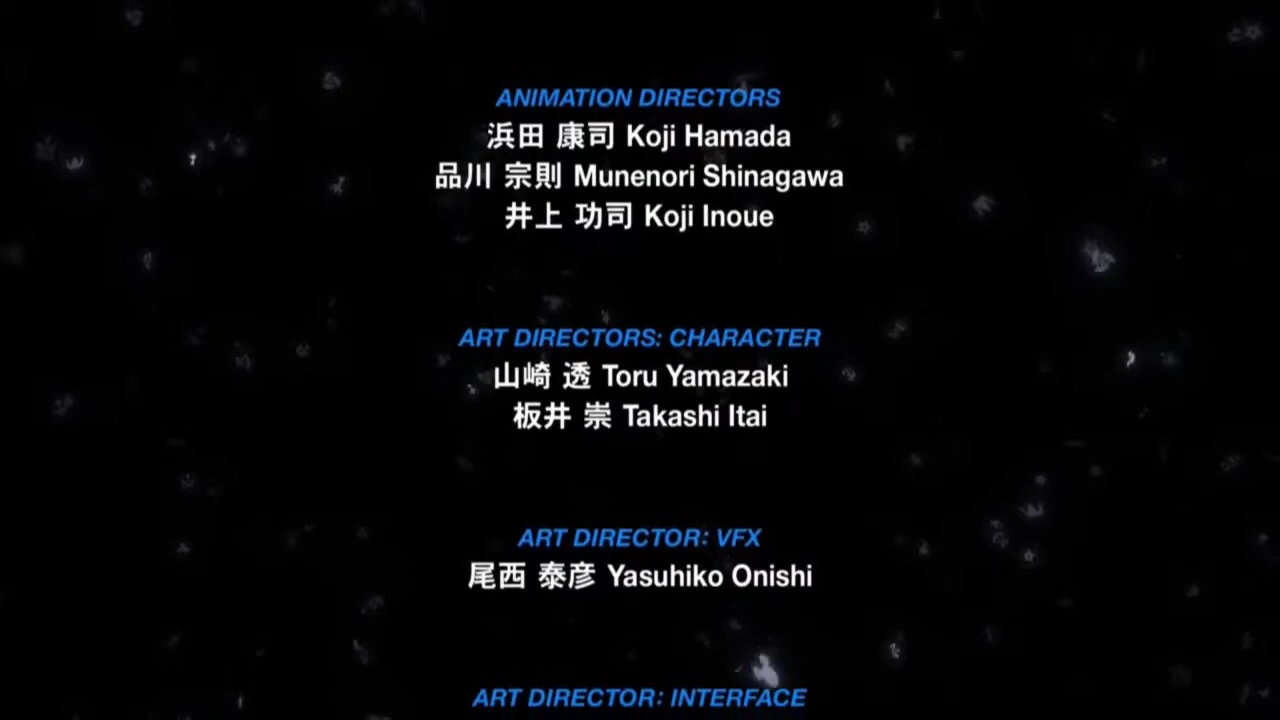 ANIMATION DIRECTORS
浜田 康司 Koji Hamada
品川 宗則 Munenori Shinagawa
井上 功司 Koji Inoue
ART DIRECTORS: CHARACTER
山崎 透 Toru Yamazaki
板井 崇 Takashi Itai
ART DIRECTOR: VFX
尾西 泰彦 Yasuhiko Onishi
ART DIRECTOR: INTERFACE